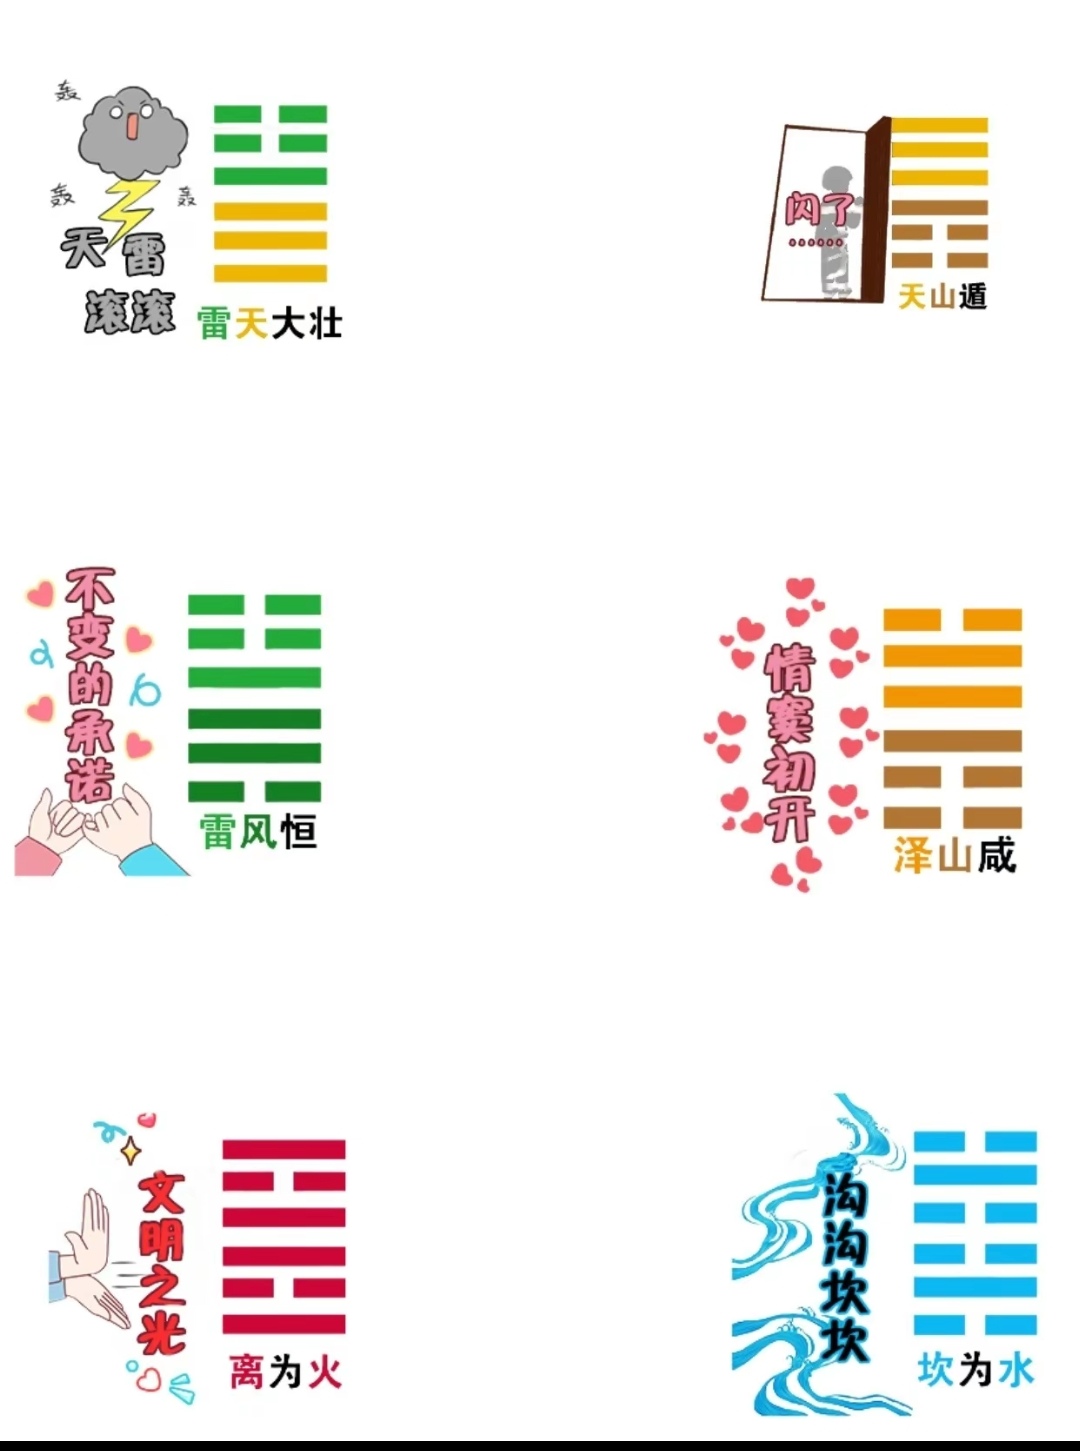 轰
轰
轰
天雷
滚滚
雷天大壮
闪了
......
天山遁
不变的承诺
雷风恒
情窦初开
泽山咸
文明之光
离为火
沟沟坎坎
坎为水